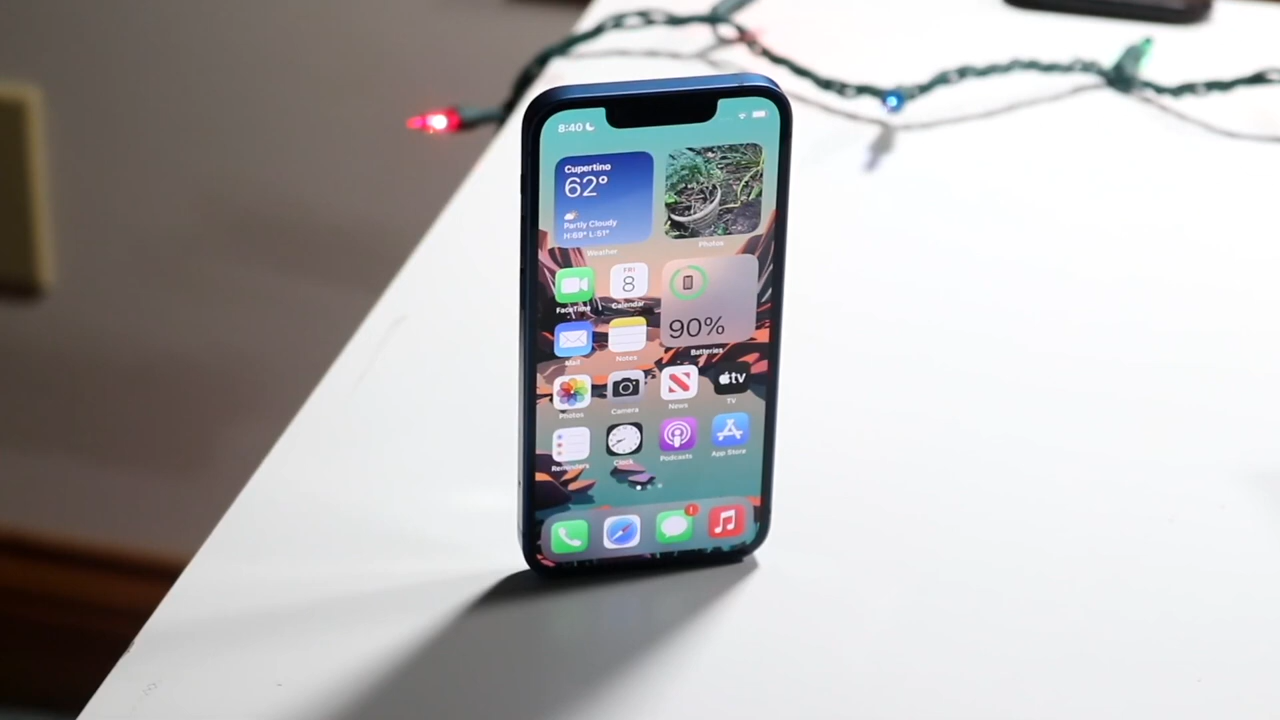 8:40
Cupertino
62°
Partly Cloudy
H:69° L:51°
Weather
Photos
FaceTime
FRI
8
Calendar
90%
Batteries
Mail
Notes
Photos
Camera
News
tv
TV
Reminders
Clock
Podcasts
App Store
!